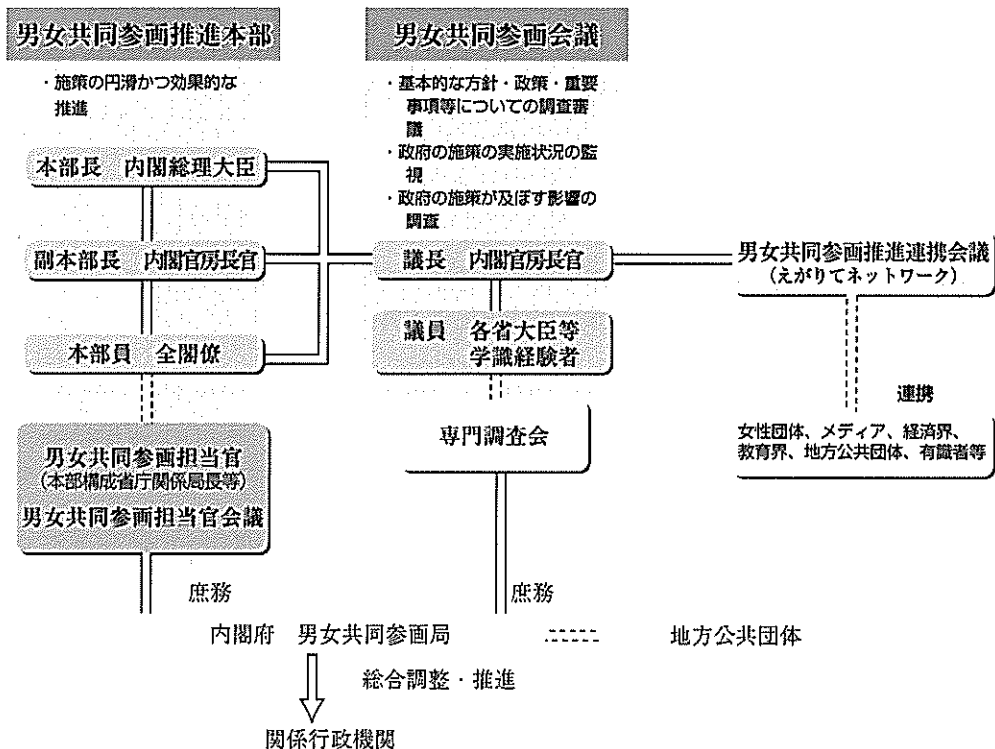 男女共同参画推進本部
・施策の円滑かつ効果的な
推進
本部長 内閣総理大臣
副本部長 内閣官房長官
本部員 全閣僚
男女共同参画担当官
（本部構成省庁関係局長等）
男女共同参画担当官会議
庶務
男女共同参画会議
・基本的な方針・政策・重要
事項等についての調査審
議
・政府の施策の実施状況の監
視
・政府の施策が及ぼす影響の
調査
議長 内閣官房長官
議員 各省大臣等
学識経験者
専門調査会
庶務
男女共同参画推進連携会議
（えがりてネットワーク）
連携
女性団体、メディア、経済界、
教育界、地方公共団体、有識者等
内閣府 男女共同参画局
地方公共団体
総合調整・推進
関係行政機関